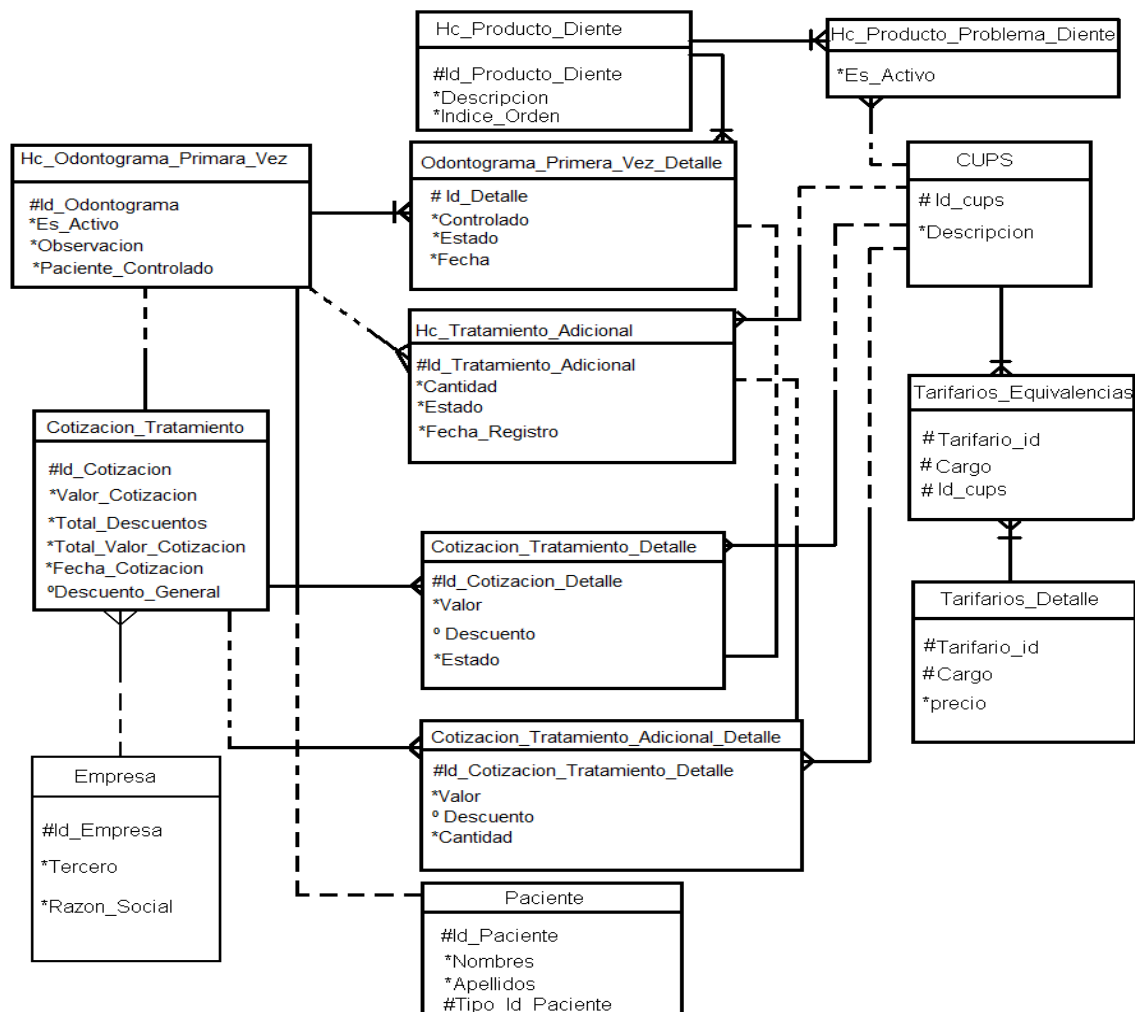 Hc_Producto_Diente
#Id_Producto_Diente
*Descripcion
*Indice_Orden
Hc_Producto_Problema_Diente
*Es_Activo
Hc_Odontograma_Primara_Vez
#Id_Odontograma
*Es_Activo
*Observacion
*Paciente_Controlado
Odontograma_Primera_Vez_Detalle
# Id_Detalle
*Controlado
*Estado
*Fecha
CUPS
# Id_cups
*Descripcion
Hc_Tratamiento_Adicional
#Id_Tratamiento_Adicional
*Cantidad
*Estado
*Fecha_Registro
Tarifarios_Equivalencias
# Tarifario_id
# Cargo
# Id_cups
Cotizacion_Tratamiento
#Id_Cotizacion
*Valor_Cotizacion
*Total_Descuentos
*Total_Valor_Cotizacion
*Fecha_Cotizacion
ºDescuento_General
Cotizacion_Tratamiento_Detalle
#Id_Cotizacion_Detalle
*Valor
º Descuento
*Estado
Tarifarios_Detalle
#Tarifario_id
#Cargo
*precio
Cotizacion_Tratamiento_Adicional_Detalle
#Id_Cotizacion_Tratamiento_Detalle
*Valor
º Descuento
*Cantidad
Empresa
#Id_Empresa
*Tercero
*Razon_Social
Paciente
#Id_Paciente
*Nombres
*Apellidos
#Tipo_Id_Paciente